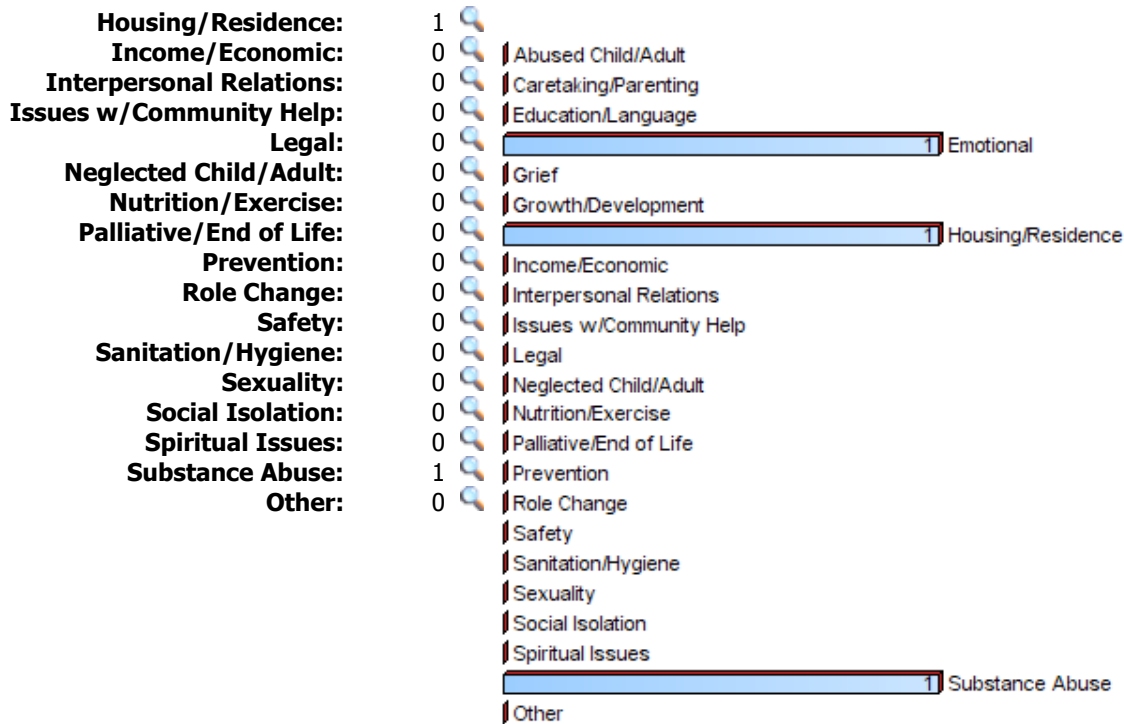 Housing/Residence: 1
Income/Economic: 0
Interpersonal Relations: 0
Issues w/Community Help: 0
Legal: 0
Neglected Child/Adult: 0
Nutrition/Exercise: 0
Palliative/End of Life: 0
Prevention: 0
Role Change: 0
Safety: 0
Sanitation/Hygiene: 0
Sexuality: 0
Social Isolation: 0
Spiritual Issues: 0
Substance Abuse: 1
Other: 0
Abused Child/Adult
Caretaking/Parenting
Education/Language
1 Emotional
Grief
Growth/Development
1 Housing/Residence
Income/Economic
Interpersonal Relations
Issues w/Community Help
Legal
Neglected Child/Adult
Nutrition/Exercise
Palliative/End of Life
Prevention
Role Change
Safety
Sanitation/Hygiene
Sexuality
Social Isolation
Spiritual Issues
1 Substance Abuse
Other